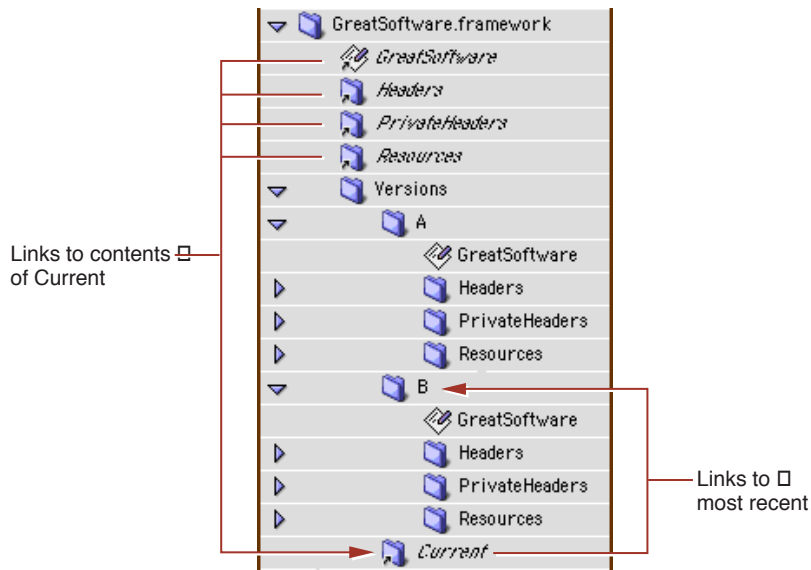 GreatSoftware.framework
GreatSoftware
Headers
PrivateHeaders
Resources
Versions
A
GreatSoftware
Headers
PrivateHeaders
Resources
B
GreatSoftware
Headers
PrivateHeaders
Resources
Current
Links to contents
of Current
Links to
most recent